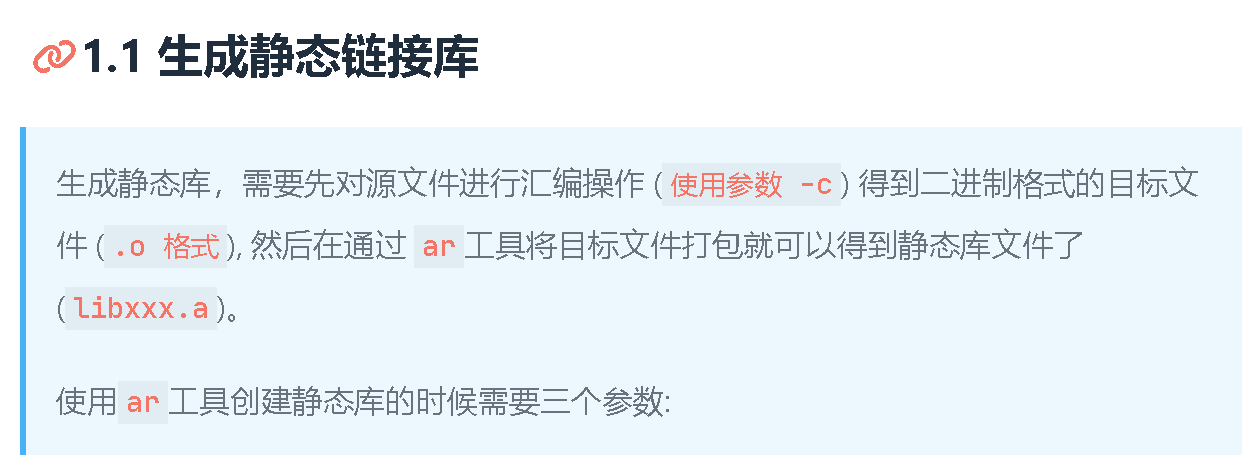 1.1 生成静态链接库
生成静态库，需要先对源文件进行汇编操作 (使用参数 -c) 得到二进制格式的目标文
件 (.o 格式), 然后在通过 ar工具将目标文件打包就可以得到静态库文件了
(libxxx.a)。
使用ar工具创建静态库的时候需要三个参数: